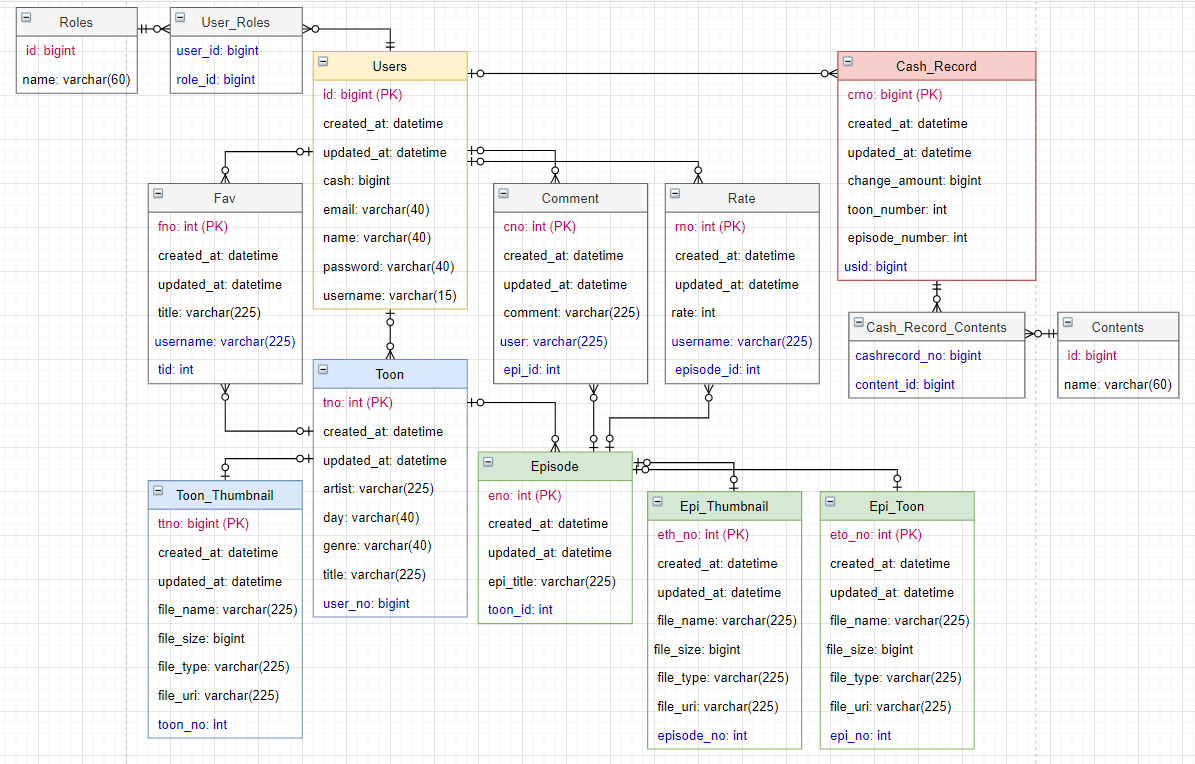 Roles
id: bigint
name: varchar(60)
User_Roles
user_id: bigint
role_id: bigint
Users
id: bigint (PK)
created_at: datetime
updated_at: datetime
cash: bigint
email: varchar(40)
name: varchar(40)
password: varchar(40)
username: varchar(15)
Cash_Record
crno: bigint (PK)
created_at: datetime
updated_at: datetime
change_amount: bigint
toon_number: int
episode_number: int
usid: bigint
Fav
fno: int (PK)
created_at: datetime
updated_at: datetime
title: varchar(225)
username: varchar(225)
tid: int
Comment
cno: int (PK)
created_at: datetime
updated_at: datetime
comment: varchar(225)
user: varchar(225)
epi_id: int
Rate
rno: int (PK)
created_at: datetime
updated_at: datetime
rate: int
username: varchar(225)
episode_id: int
Cash_Record_Contents
cashrecord_no: bigint
content_id: bigint
Contents
id: bigint
name: varchar(60)
Toon
tno: int (PK)
created_at: datetime
updated_at: datetime
artist: varchar(225)
day: varchar(40)
genre: varchar(40)
title: varchar(225)
user_no: bigint
Toon_Thumbnail
ttno: bigint (PK)
created_at: datetime
updated_at: datetime
file_name: varchar(225)
file_size: bigint
file_type: varchar(225)
file_uri: varchar(225)
toon_no: int
Episode
eno: int (PK)
created_at: datetime
updated_at: datetime
epi_title: varchar(225)
toon_id: int
Epi_Thumbnail
eth_no: int (PK)
created_at: datetime
updated_at: datetime
file_name: varchar(225)
file_size: bigint
file_type: varchar(225)
file_uri: varchar(225)
episode_no: int
Epi_Toon
eto_no: int (PK)
created_at: datetime
updated_at: datetime
file_name: varchar(225)
file_size: bigint
file_type: varchar(225)
file_uri: varchar(225)
epi_no: int